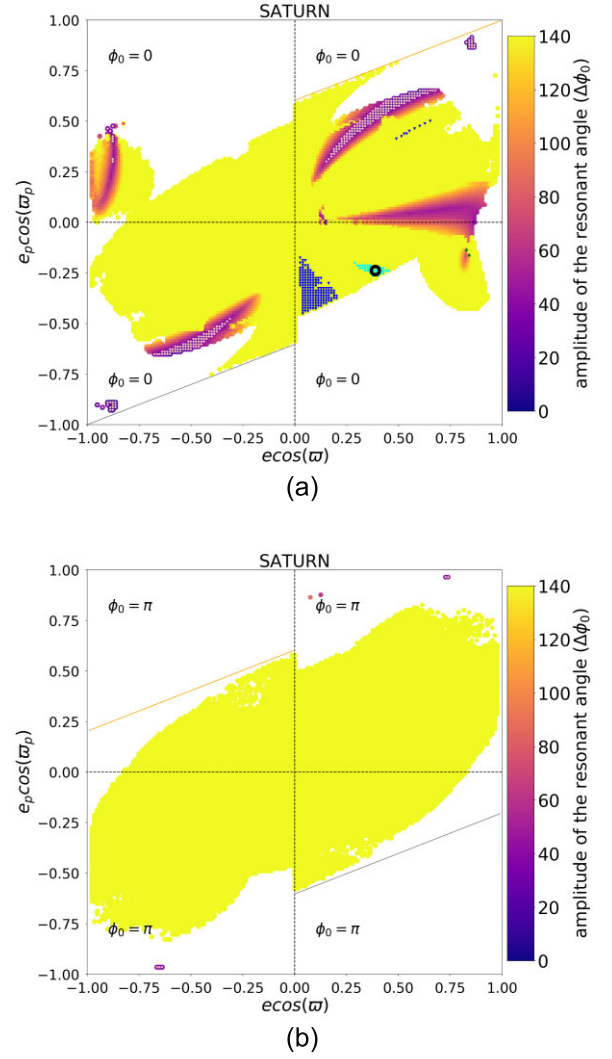 SATURN
1.00
0.75
0.50
0.25
0.00
−0.25
−0.50
−0.75
−1.00
e_p cos(ϖ_p)
ϕ₀ = 0
ϕ₀ = 0
ϕ₀ = 0
ϕ₀ = 0
−1.00 −0.75 −0.50 −0.25 0.00 0.25 0.50 0.75 1.00
ecos(ϖ)
140
120
100
80
60
40
20
0
amplitude of the resonant angle (Δϕ₀)
(a)
SATURN
1.00
0.75
0.50
0.25
0.00
−0.25
−0.50
−0.75
−1.00
e_p cos(ϖ_p)
ϕ₀ = π
ϕ₀ = π
ϕ₀ = π
ϕ₀ = π
−1.00 −0.75 −0.50 −0.25 0.00 0.25 0.50 0.75 1.00
ecos(ϖ)
140
120
100
80
60
40
20
0
amplitude of the resonant angle (Δϕ₀)
(b)